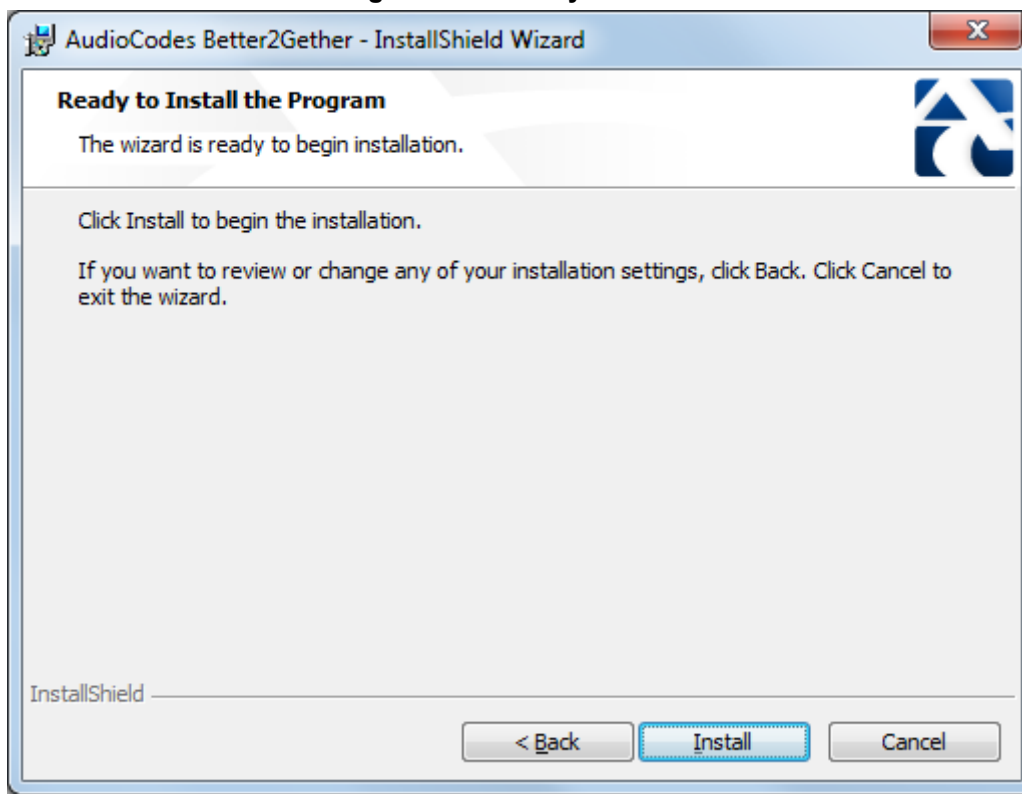 AudioCodes Better2Gether - InstallShield Wizard
Ready to Install the Program
The wizard is ready to begin installation.
Click Install to begin the installation.
If you want to review or change any of your installation settings, click Back. Click Cancel to
exit the wizard.
InstallShield
< Back Install Cancel